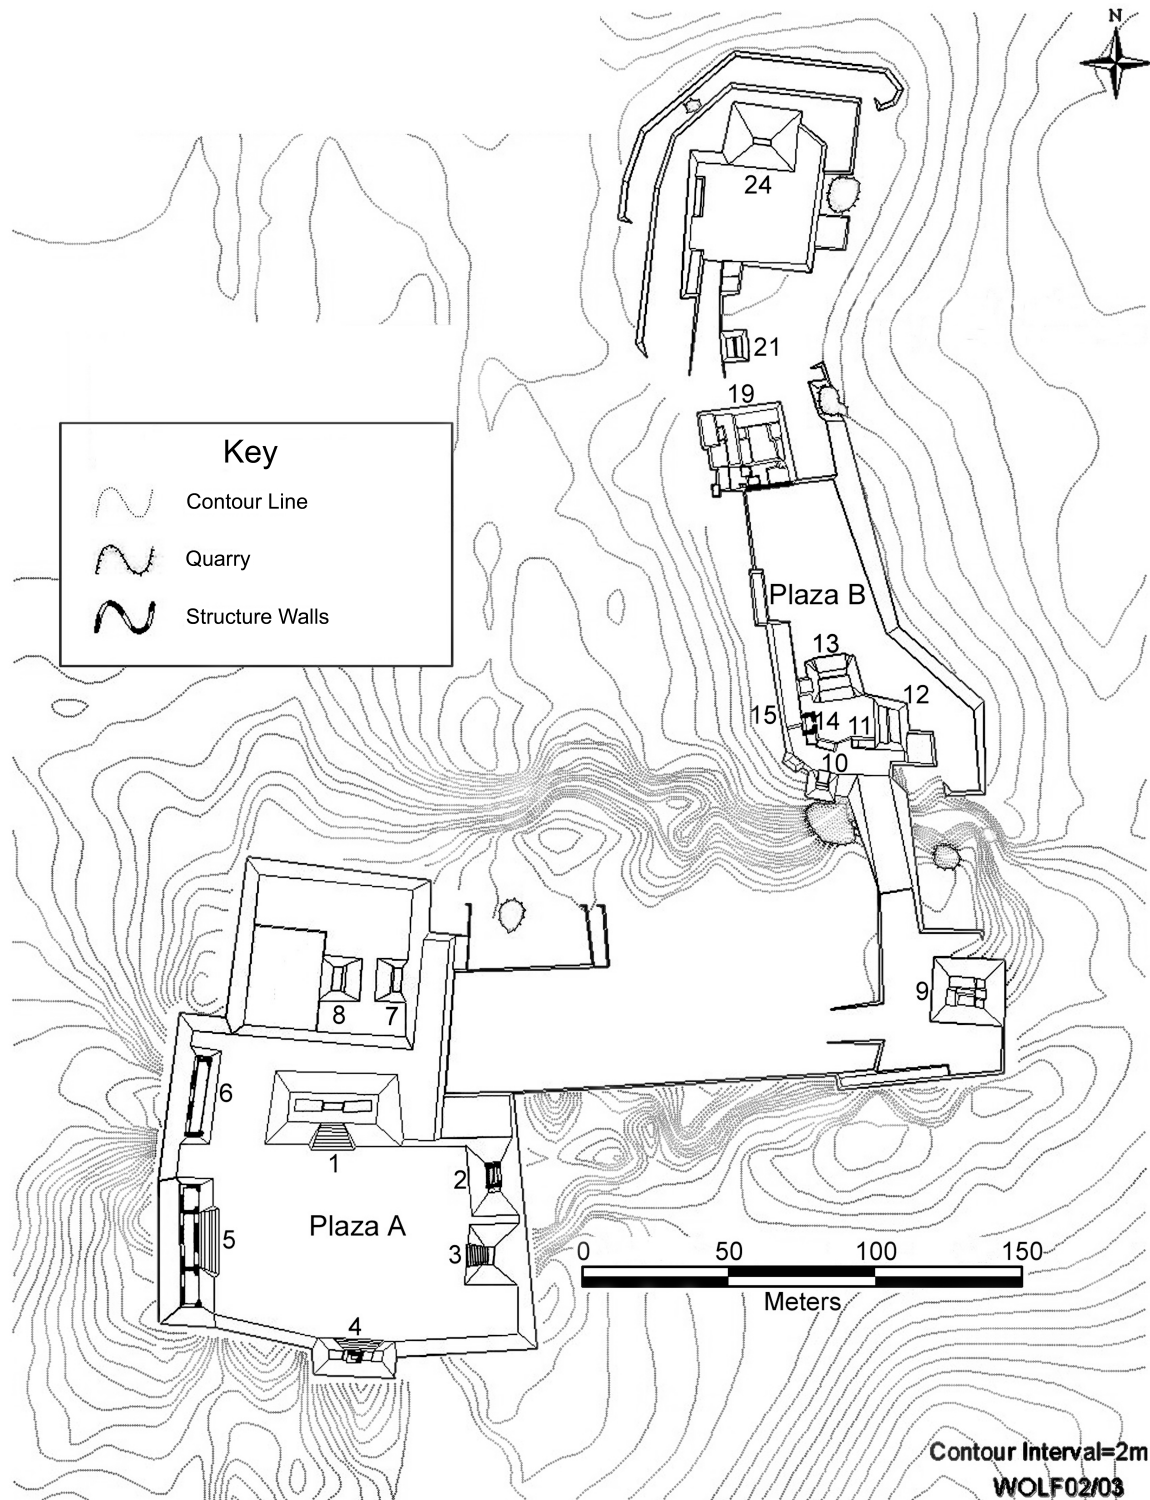 N
24
21
19
Key
Contour Line
Quarry
Structure Walls
Plaza B
13
12
15
14
11
10
9
8
7
6
1
2
Plaza A
5
3
4
0 50 100 150
Meters
Contour Interval=2m
WOLF02/03